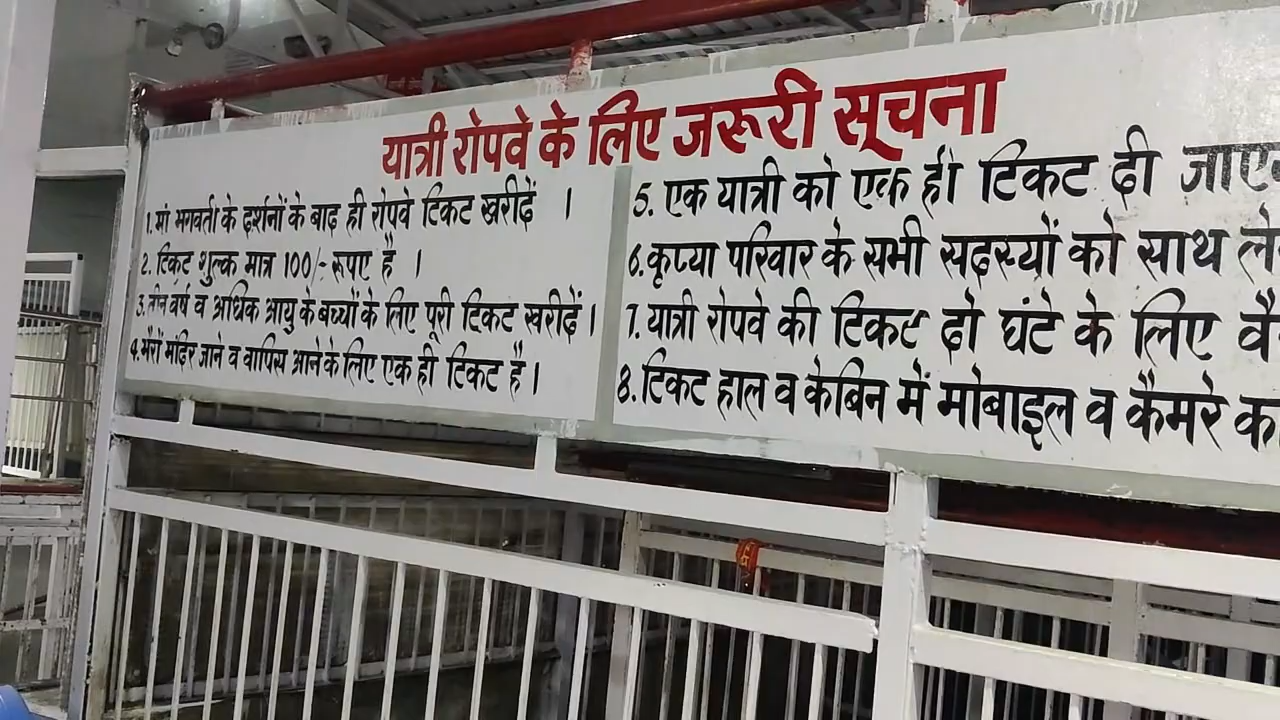 यात्री रोपवे के लिए जरूरी सूचना
1. मां भगवती के दर्शनों के बाद ही रोपवे टिकट खरीदें ।
2. टिकट शुल्क मात्र 100/- रूपए है ।
3. तीन वर्ष व अधिक आयु के बच्चों के लिए पूरी टिकट खरीदें ।
4. भैरों मंदिर जाने व वापिस आने के लिए एक ही टिकट है ।
5. एक यात्री को एक ही टिकट दी
6. कृप्या परिवार के सभी सदस्यों को साथ
7. यात्री रोपवे की टिकट दो घंटे के लिए
8. टिकट हाल व केबिन में मोबाइल व कैमरे